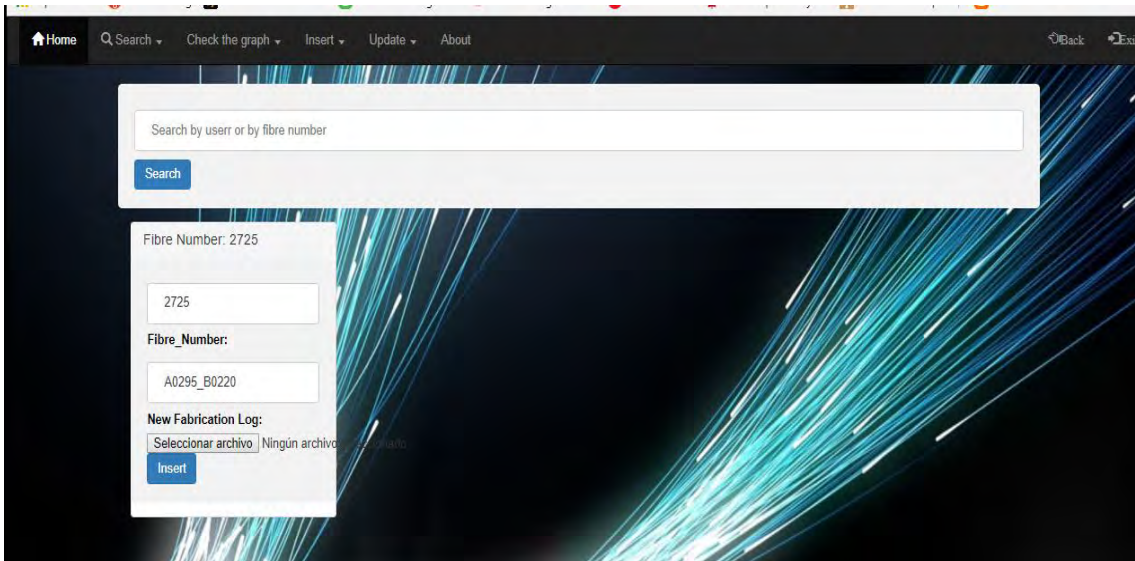 Home Search Check the graph Insert Update About Back Exi
Search by userr or by fibre number
Search
Fibre Number: 2725
2725
Fibre_Number:
A0295_B0220
New Fabrication Log:
Seleccionar archivo Ningún archivo
Insert